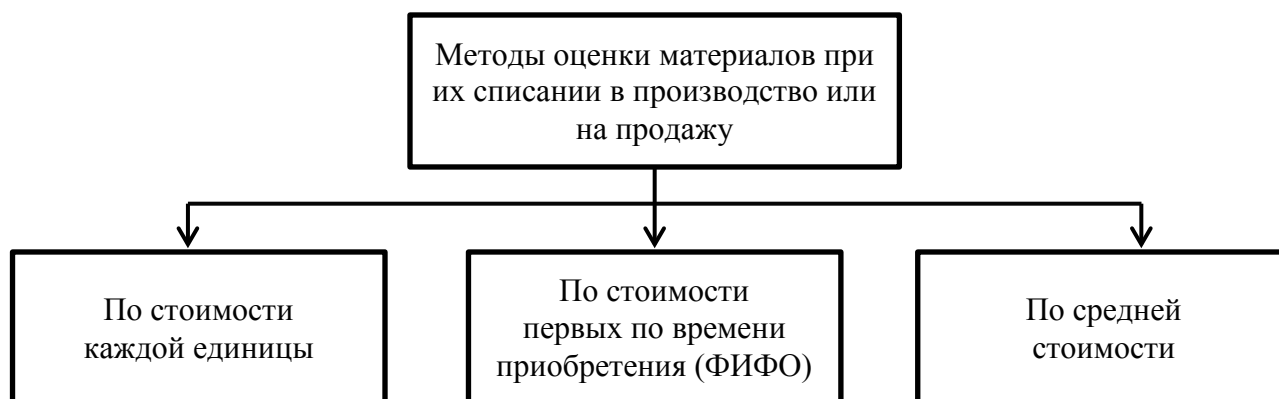 Методы оценки материалов при
их списании в производство или
на продажу
По стоимости
каждой единицы
По стоимости
первых по времени
приобретения (ФИФО)
По средней
стоимости